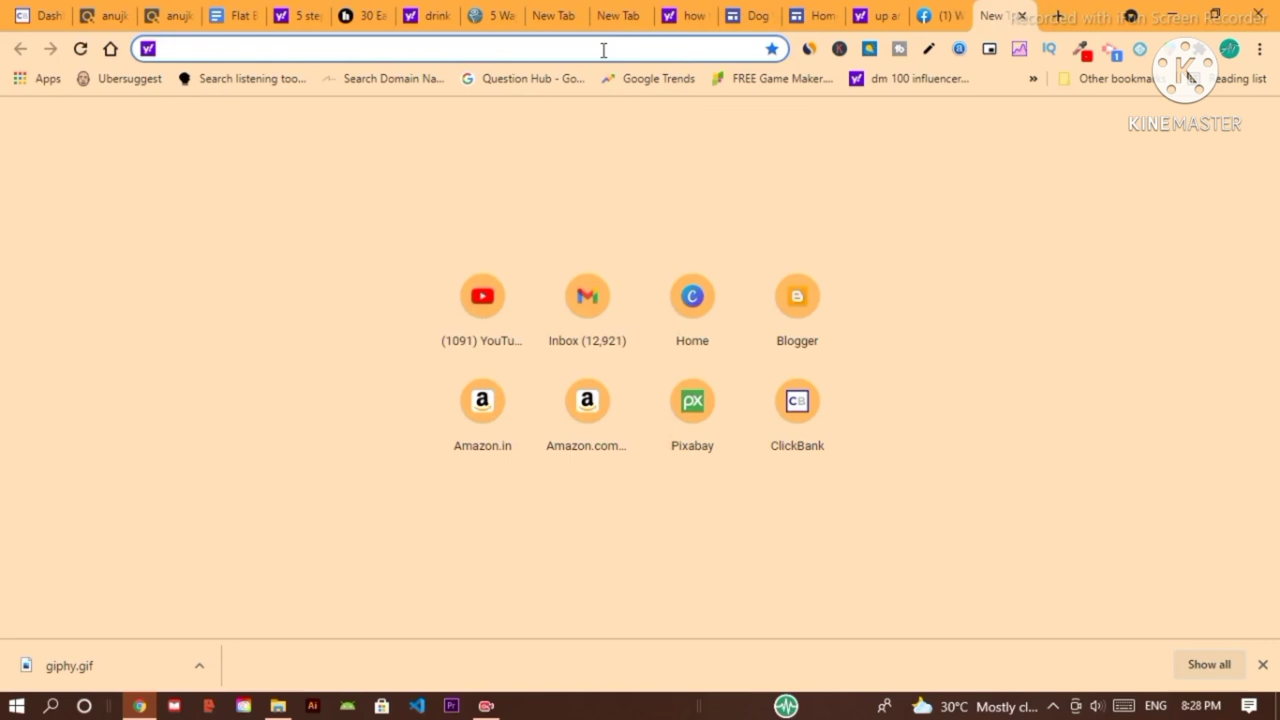 Dash anujk anujk Flat B 5 ste 30 Ea drink 5 Wa New Tab New Tab how Dog Hom up a (1) W New T
Recorded with iFun Screen Recorder
Apps Ubersuggest Search listening too... Search Domain Na... Question Hub - Go... Google Trends FREE Game Maker.... dm 100 influencer... » Other bookmark Reading list
KINEMASTER
(1091) YouTu... Inbox (12,921) Home Blogger
Amazon.in Amazon.com... Pixabay ClickBank
giphy.gif Show all
30°C Mostly cl... ENG 8:28 PM